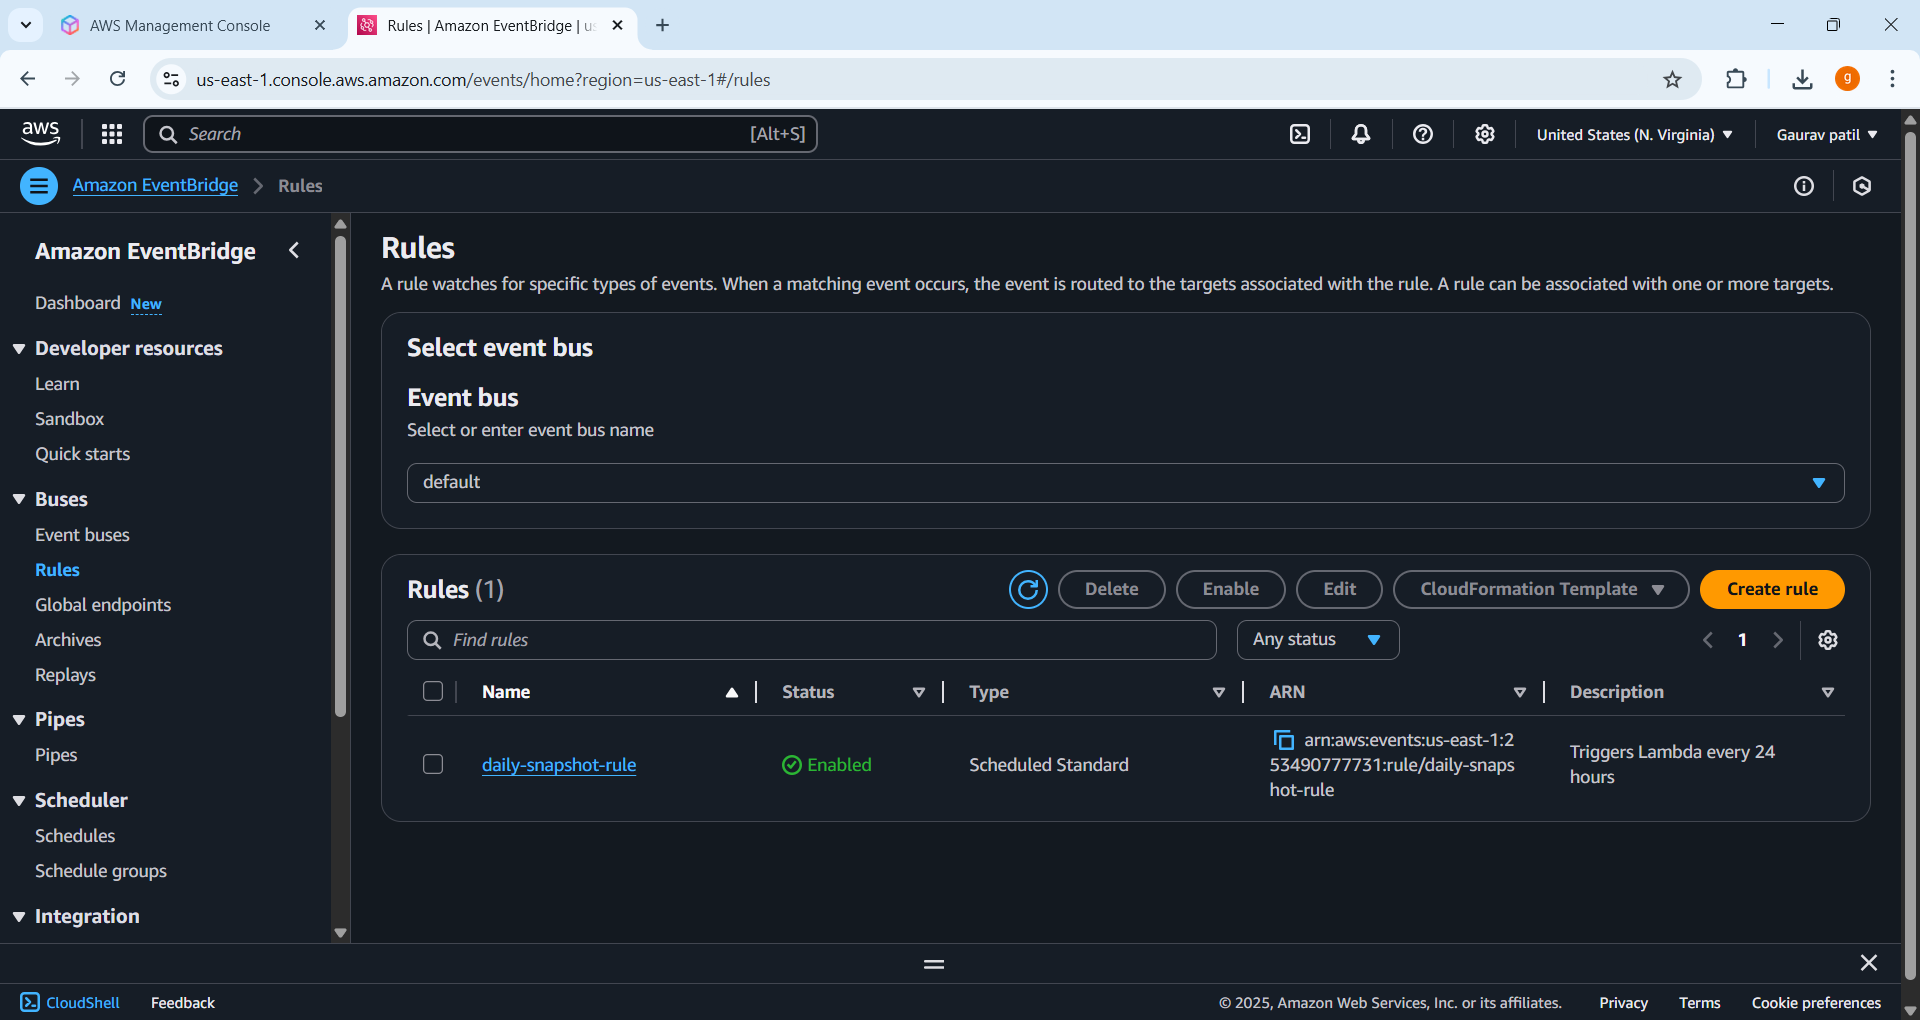 AWS Management Console
Rules | Amazon EventBridge | us
us-east-1.console.aws.amazon.com/events/home?region=us-east-1#/rules
g
aws
Search
[Alt+S]
United States (N. Virginia)
Gaurav patil
Amazon EventBridge
Rules
Amazon EventBridge
Dashboard New
Developer resources
Learn
Sandbox
Quick starts
Buses
Event buses
Rules
Global endpoints
Archives
Replays
Pipes
Pipes
Scheduler
Schedules
Schedule groups
Integration
Rules
A rule watches for specific types of events. When a matching event occurs, the event is routed to the targets associated with the rule. A rule can be associated with one or more targets.
Select event bus
Event bus
Select or enter event bus name
default
Rules (1)
Delete
Enable
Edit
CloudFormation Template
Create rule
Find rules
Any status
1
Name
Status
Type
ARN
Description
daily-snapshot-rule
Enabled
Scheduled Standard
arn:aws:events:us-east-1:2
53490777731:rule/daily-snaps
hot-rule
Triggers Lambda every 24
hours
CloudShell
Feedback
© 2025, Amazon Web Services, Inc. or its affiliates.
Privacy
Terms
Cookie preferences